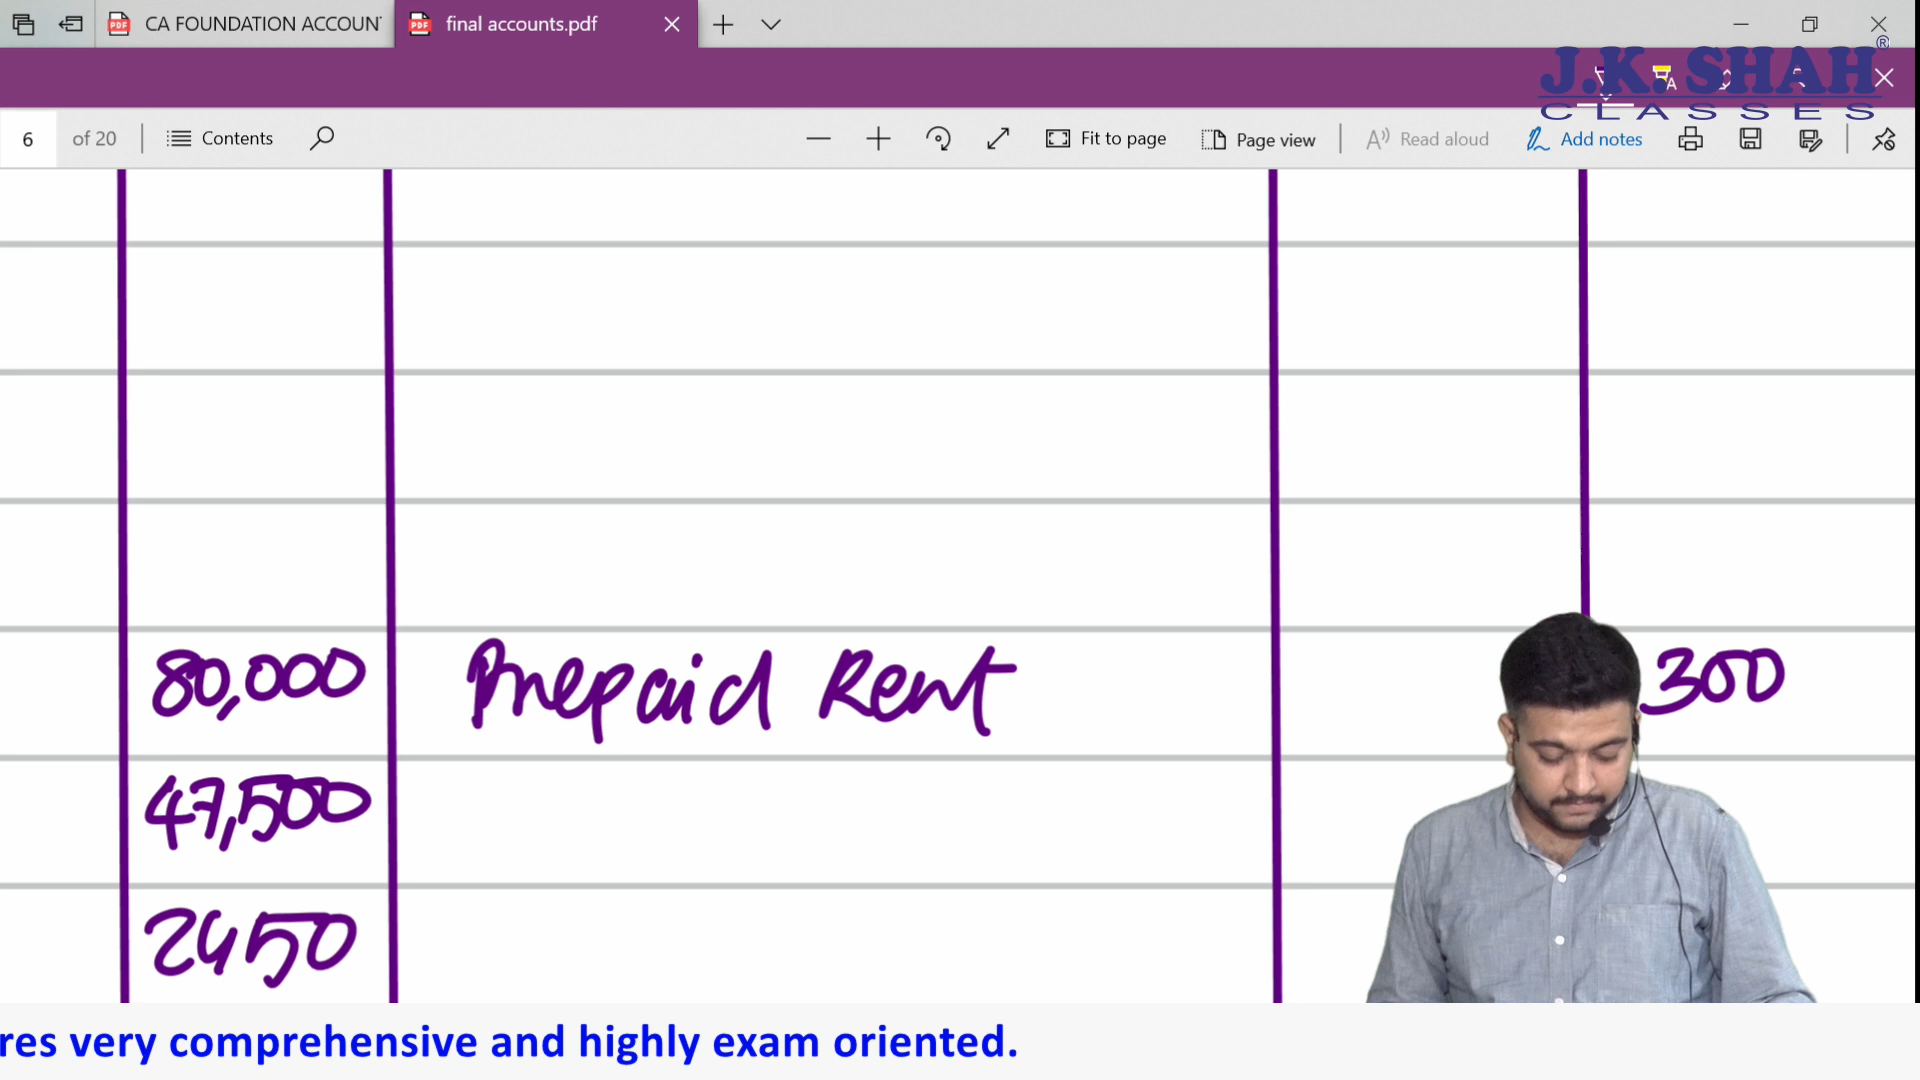 CA FOUNDATION ACCOUN
final accounts.pdf
J.K. SHAH ®
CLASSES
6 of 20 Contents Fit to page Page view Read aloud Add notes
80,000 Prepaid Rent 300
47,500
2450
res very comprehensive and highly exam oriented.